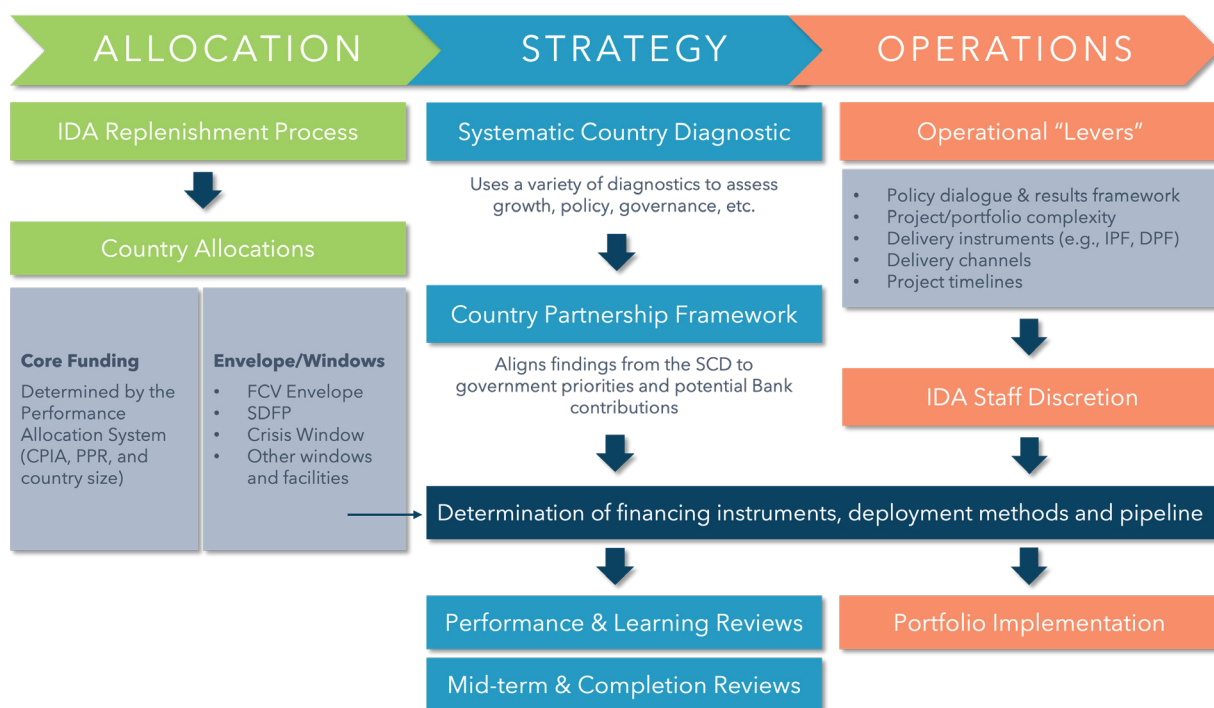 ALLOCATION
STRATEGY
OPERATIONS
IDA Replenishment Process
Country Allocations
Core Funding
Determined by the
Performance
Allocation System
(CPIA, PPR, and
country size)
Envelope/Windows
• FCV Envelope
• SDFP
• Crisis Window
• Other windows
and facilities
Systematic Country Diagnostic
Uses a variety of diagnostics to assess
growth, policy, governance, etc.
Country Partnership Framework
Aligns findings from the SCD to
government priorities and potential Bank
contributions
Operational “Levers”
• Policy dialogue & results framework
• Project/portfolio complexity
• Delivery instruments (e.g., IPF, DPF)
• Delivery channels
• Project timelines
IDA Staff Discretion
Determination of financing instruments, deployment methods and pipeline
Performance & Learning Reviews
Mid-term & Completion Reviews
Portfolio Implementation